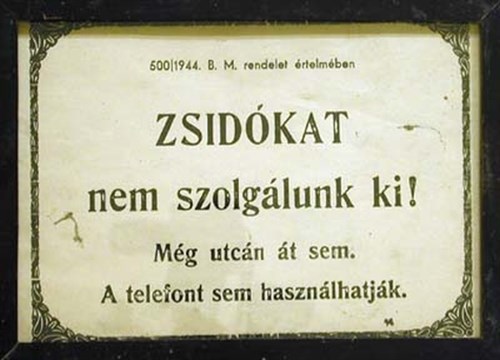 500|1944. B. M. rendelet értelmében
ZSIDÓKAT
nem szolgálunk ki!
Még utcán át sem.
A telefont sem használhatják.